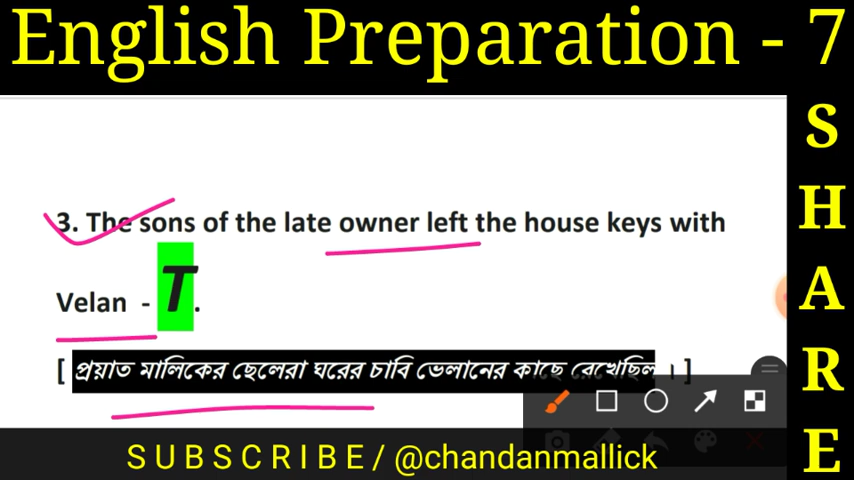 English Preparation - 7
3. The sons of the late owner left the house keys with
Velan - T.
[ প্রয়াত মালিকের ছেলেরা ঘরের চাবি ভেলানের কাছে রেখেছিল । ]
SUBSCRIBE/ @chandanmallick
SHARE